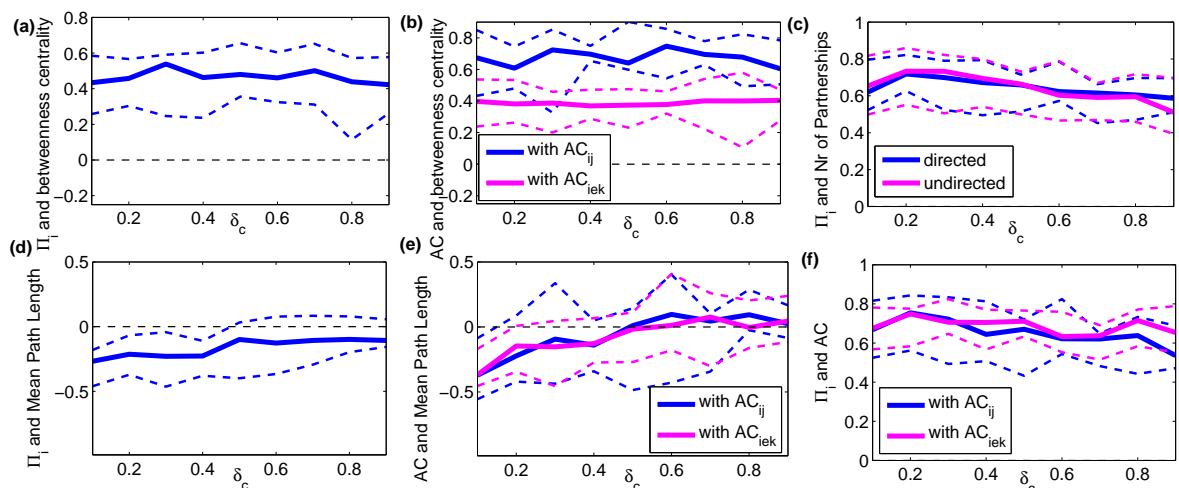 (a)
Π_i and betweenness centrality
0.8
0.6
0.4
0.2
0
−0.2
0.2 0.4 0.6 0.8
δ_c
(b)
AC and betweenness centrality
0.8
0.6
0.4
0.2
0
−0.2
with AC_ij
with AC_iek
0.2 0.4 0.6 0.8
δ_c
(c)
Π_i and Nr of Partnerships
1
0.8
0.6
0.4
0.2
0
directed
undirected
0.2 0.4 0.6 0.8
δ_c
(d)
Π_i and Mean Path Length
0.5
0
−0.5
0.2 0.4 0.6 0.8
δ_c
(e)
AC and Mean Path Length
0.5
0
−0.5
with AC_ij
with AC_iek
0.2 0.4 0.6 0.8
δ_c
(f)
Π_i and AC
1
0.8
0.6
0.4
0.2
0
with AC_ij
with AC_iek
0.2 0.4 0.6 0.8
δ_c